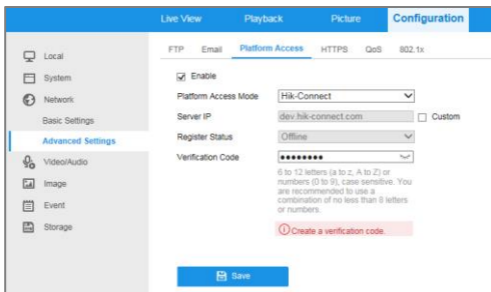 Live View Playback Picture Configuration
FTP Email Platform Access HTTPS QoS 802.1x
Local
System
Network
Basic Settings
Advanced Settings
Video/Audio
Image
Event
Storage
Enable
Platform Access Mode Hik-Connect
Server IP dev.hik-connect.com Custom
Register Status Offline
Verification Code ●●●●●●●●
6 to 12 letters (a to z, A to Z) or
numbers (0 to 9), case sensitive. You
are recommended to use a
combination of no less than 8 letters
or numbers.
Create a verification code.
Save